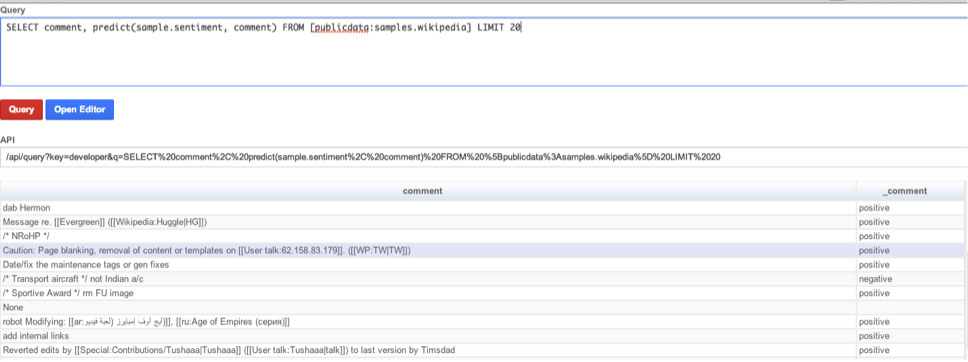 Query
SELECT comment, predict(sample.sentiment, comment) FROM [publicdata:samples.wikipedia] LIMIT 20
Query Open Editor
API
/api/query?key=developer&q=SELECT%20comment%2C%20predict(sample.sentiment%2C%20comment)%20FROM%20%5Bpublicdata%3Asamples.wikipedia%5D%20LIMIT%2020
comment _comment
dab Hermon positive
Message re. [[Evergreen]] ([[Wikipedia:Huggle|HG]]) positive
/* NRoHP */ positive
Caution: Page blanking, removal of content or templates on [[User talk:62.158.83.179]]. ([[WP:TW|TW]]) positive
Date/fix the maintenance tags or gen fixes positive
/* Transport aircraft */ not Indian a/c negative
/* Sportive Award */ rm FU image positive
None
robot Modifying: [[ar:إيج أوف إمبايرز (لعبة فيديو)]], [[ru:Age of Empires (серия)]] positive
add internal links positive
Reverted edits by [[Special:Contributions/Tushaaa|Tushaaa]] ([[User talk:Tushaaa|talk]]) to last version by Timsdad positive